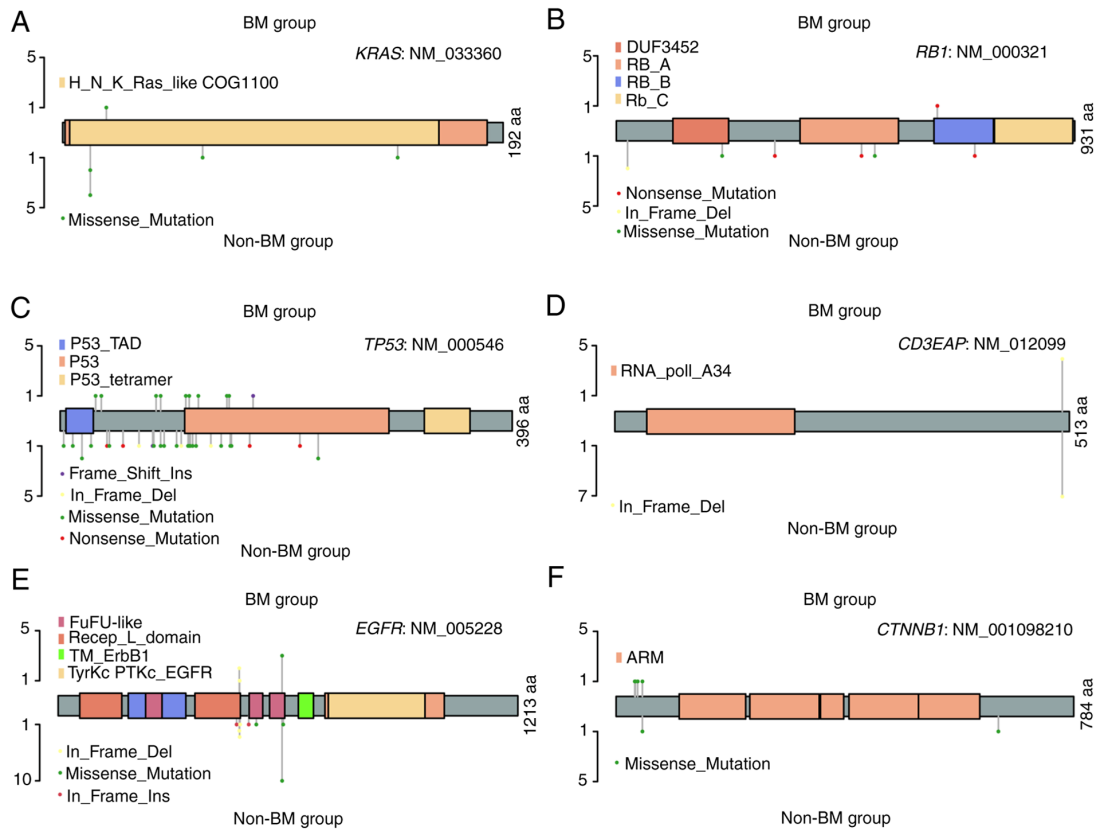 A
BM group
KRAS: NM_033360
5
H_N_K_Ras_like COG1100
1
192 aa
1
5
Missense_Mutation
Non-BM group
B
BM group
5
DUF3452
RB1: NM_000321
RB_A
RB_B
Rb_C
1
931 aa
1
Nonsense_Mutation
5
In_Frame_Del
Missense_Mutation
Non-BM group
C
BM group
5
P53_TAD
TP53: NM_000546
P53
P53_tetramer
1
396 aa
1
Frame_Shift_Ins
5
In_Frame_Del
Missense_Mutation
Nonsense_Mutation
Non-BM group
D
BM group
5
CD3EAP: NM_012099
RNA_poll_A34
1
513 aa
1
7
In_Frame_Del
Non-BM group
E
BM group
5
FuFU-like
EGFR: NM_005228
Recep_L_domain
TM_ErbB1
TyrKc PTKc_EGFR
1
1213 aa
1
In_Frame_Del
10
Missense_Mutation
In_Frame_Ins
Non-BM group
F
BM group
5
CTNNB1: NM_001098210
ARM
1
784 aa
1
Missense_Mutation
5
Non-BM group